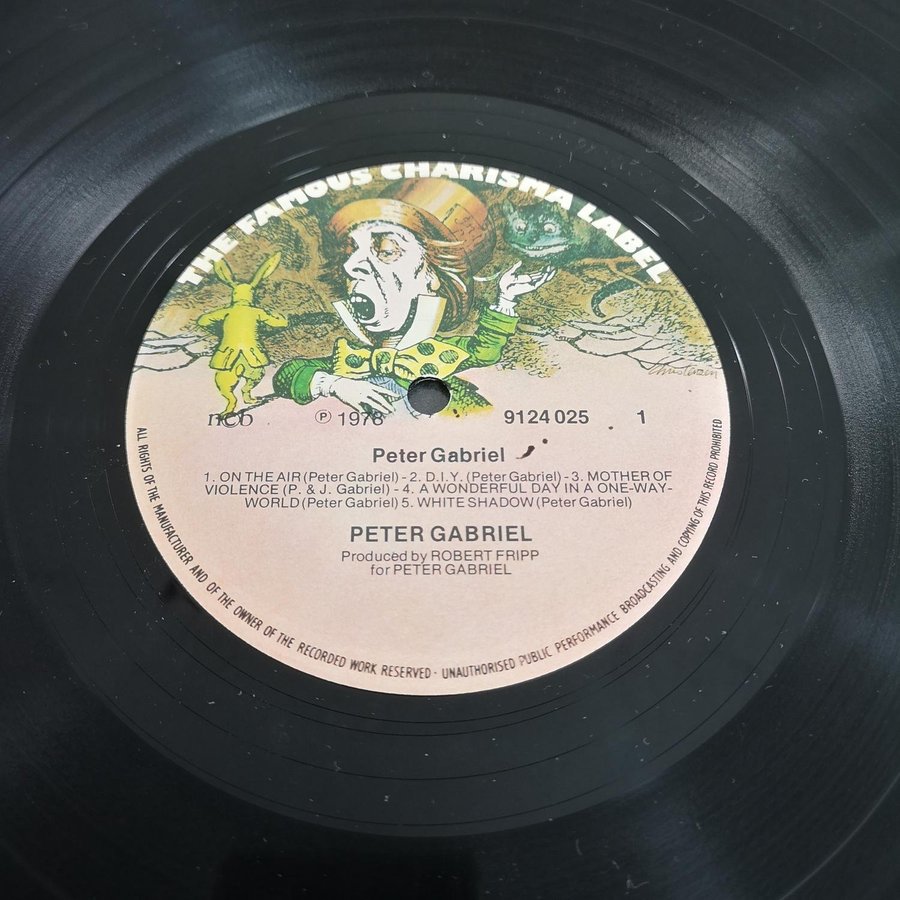 THE FAMOUS CHARISMA LABEL
Christensen
ncb ℗ 1978 9124 025 1
Peter Gabriel
1. ON THE AIR (Peter Gabriel) - 2. D.I.Y. (Peter Gabriel) - 3. MOTHER OF
VIOLENCE (P. & J. Gabriel) - 4. A WONDERFUL DAY IN A ONE-WAY-
WORLD (Peter Gabriel) 5. WHITE SHADOW (Peter Gabriel)
PETER GABRIEL
Produced by ROBERT FRIPP
for PETER GABRIEL
ALL RIGHTS OF THE MANUFACTURER AND OF THE OWNER OF THE RECORDED WORK RESERVED · UNAUTHORISED PUBLIC PERFORMANCE BROADCASTING AND COPYING OF THIS RECORD PROHIBITED